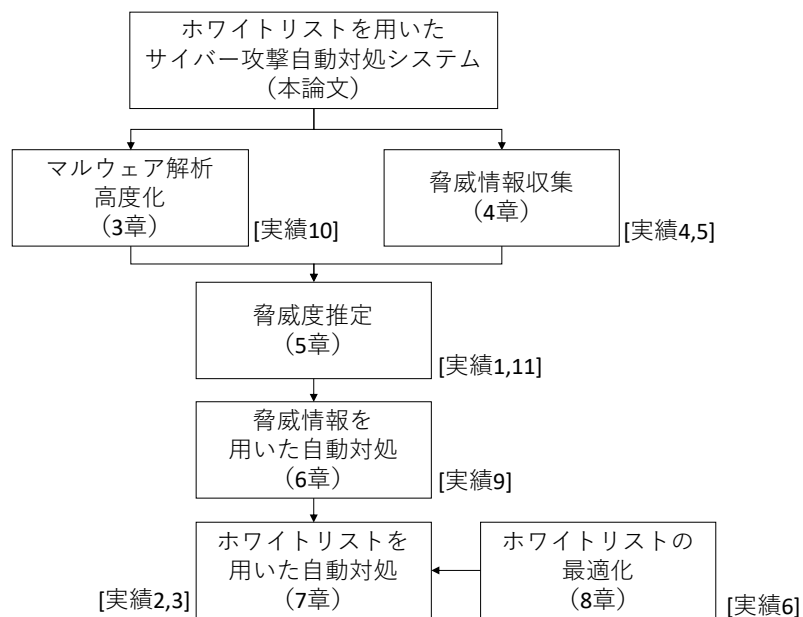 ホワイトリストを用いた
サイバー攻撃自動対処システム
（本論文）
マルウェア解析
高度化
（3章）
[実績10]
脅威情報収集
（4章）
[実績4,5]
脅威度推定
（5章）
[実績1,11]
脅威情報を
用いた自動対処
（6章）
[実績9]
ホワイトリストを
用いた自動対処
（7章）
[実績2,3]
ホワイトリストの
最適化
（8章）
[実績6]